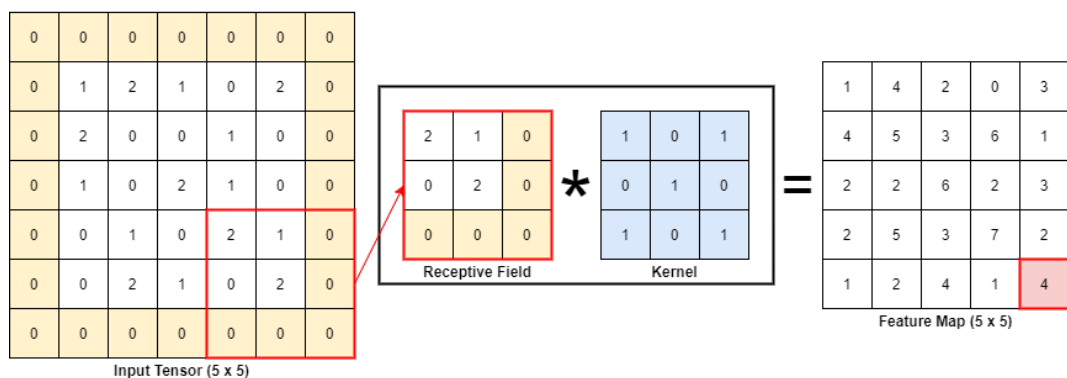 0 0 0 0 0 0 0
0 1 2 1 0 2 0
0 2 0 0 1 0 0
0 1 0 2 1 0 0
0 0 1 0 2 1 0
0 0 2 1 0 2 0
0 0 0 0 0 0 0
Input Tensor (5 x 5)
2 1 0
0 2 0
0 0 0
Receptive Field
*
1 0 1
0 1 0
1 0 1
Kernel
=
1 4 2 0 3
4 5 3 6 1
2 2 6 2 3
2 5 3 7 2
1 2 4 1 4
Feature Map (5 x 5)